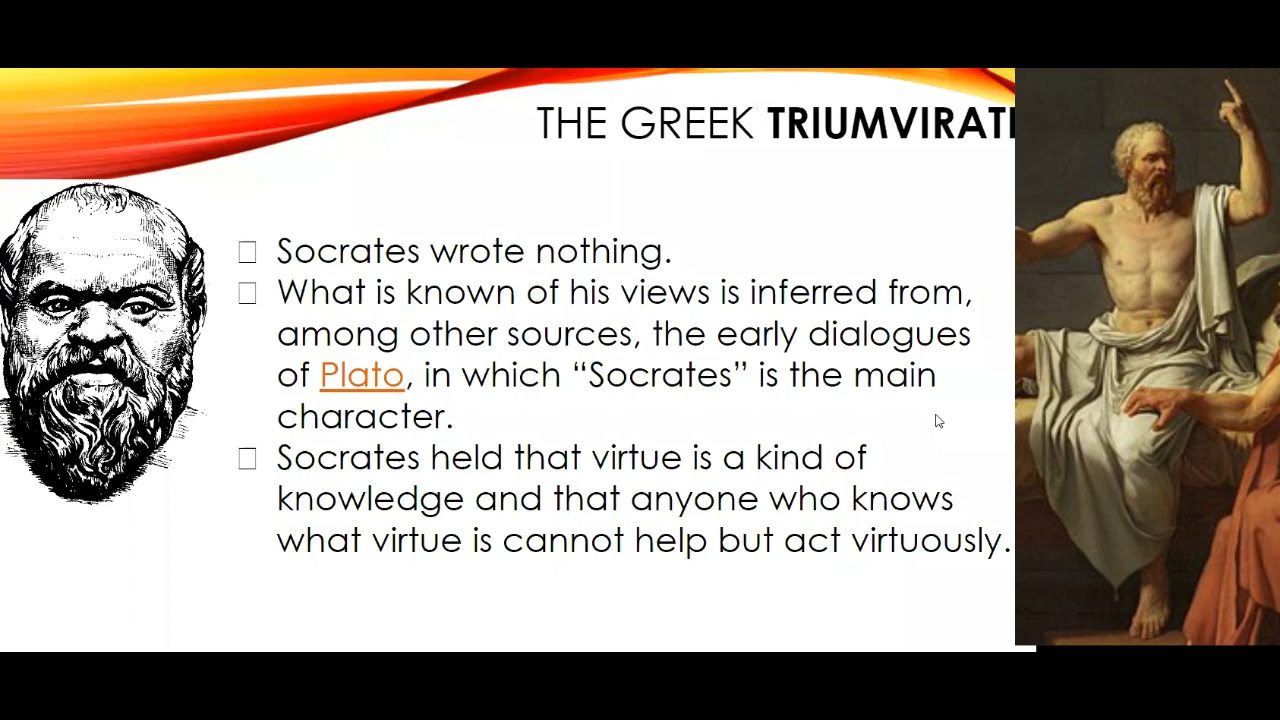 THE GREEK TRIUMVIRAT
Socrates wrote nothing.
What is known of his views is inferred from,
among other sources, the early dialogues
of Plato, in which “Socrates” is the main
character.
Socrates held that virtue is a kind of
knowledge and that anyone who knows
what virtue is cannot help but act virtuously.